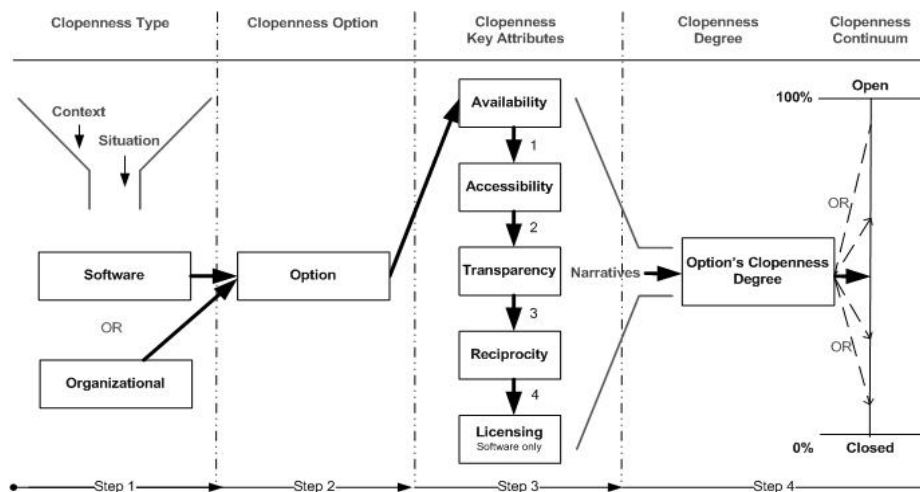 Clopenness Type
Clopenness Option
Clopenness
Key Attributes
Clopenness
Degree
Clopenness
Continuum
Context
Situation
Software
OR
Organizational
Option
Availability
1
Accessibility
2
Transparency
3
Reciprocity
4
Licensing
Software only
Narratives
Option's Clopenness
Degree
Open
100%
OR
OR
0%
Closed
Step 1
Step 2
Step 3
Step 4